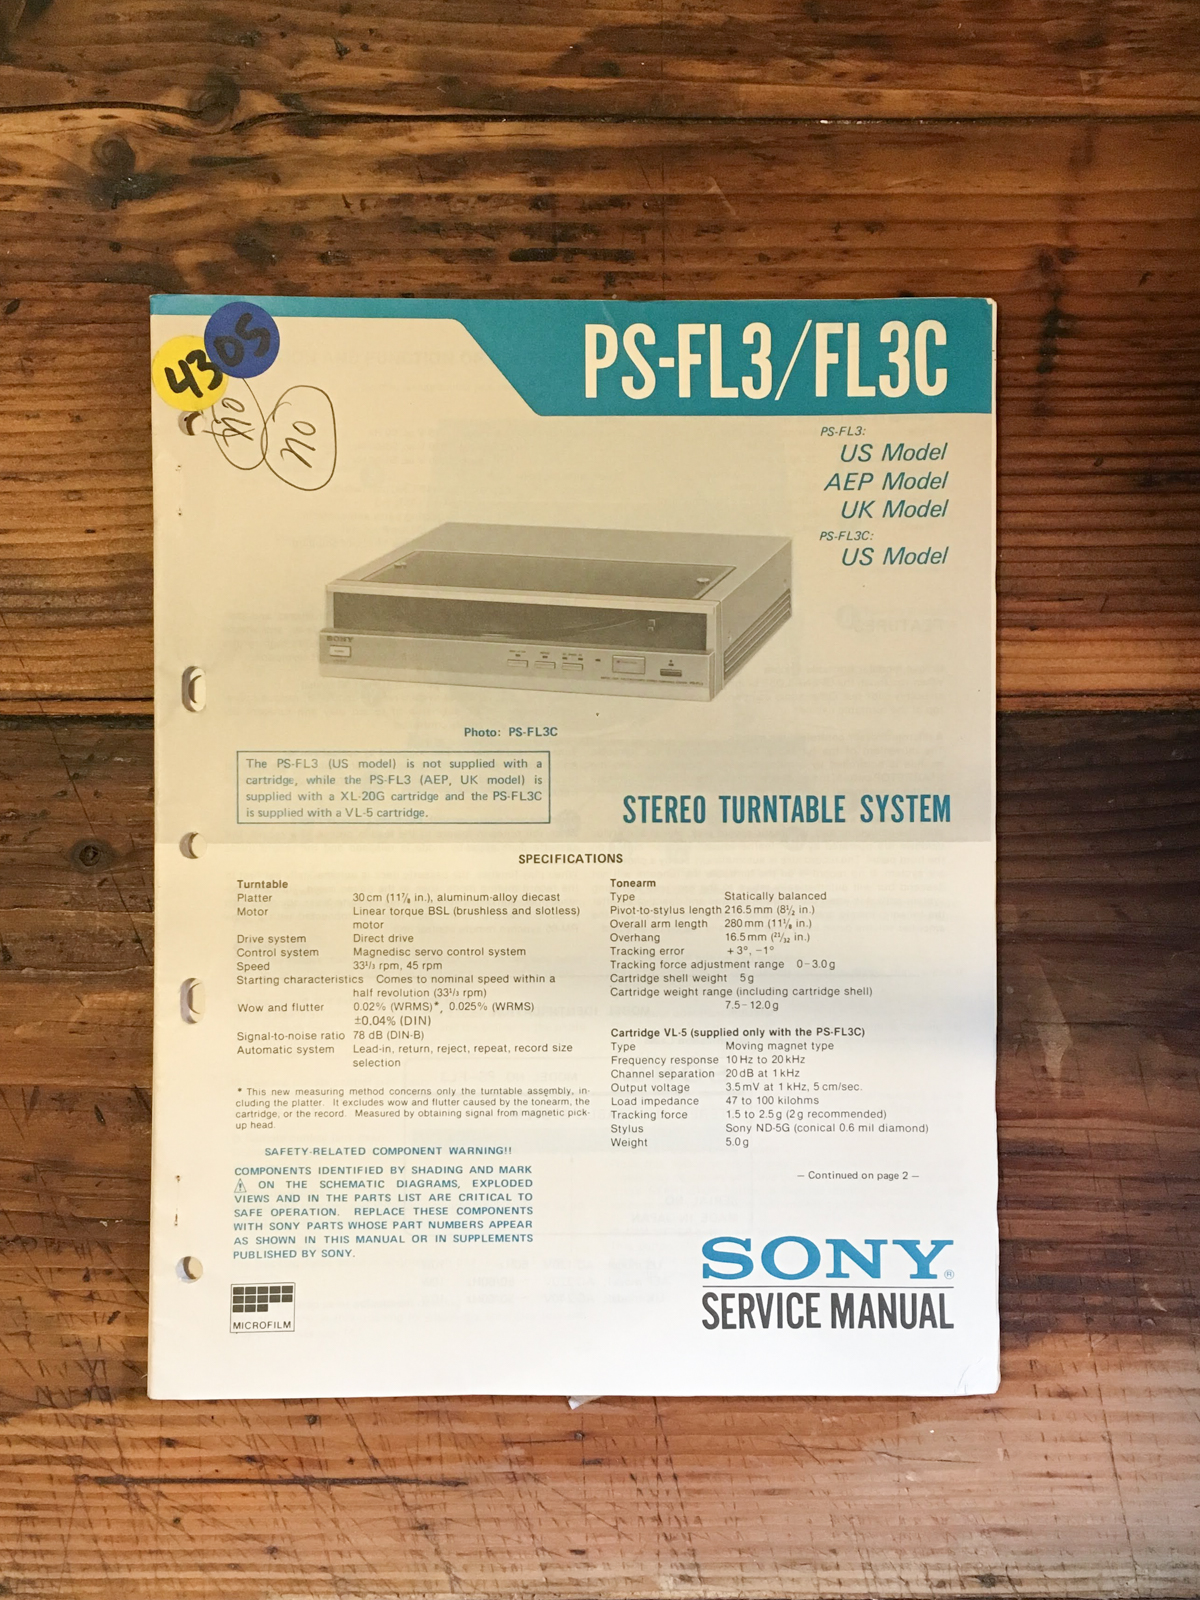 43
05
no
no
PS-FL3/FL3C
PS-FL3:
US Model
AEP Model
UK Model
PS-FL3C:
US Model
SONY
Photo: PS-FL3C
The PS-FL3 (US model) is not supplied with a
cartridge, while the PS-FL3 (AEP, UK model) is
supplied with a XL-20G cartridge and the PS-FL3C
is supplied with a VL-5 cartridge.
STEREO TURNTABLE SYSTEM
SPECIFICATIONS
Turntable
Platter 30 cm (11⅞ in.), aluminum-alloy diecast
Motor Linear torque BSL (brushless and slotless)
motor
Drive system Direct drive
Control system Magnedisc servo control system
Speed 33⅓ rpm, 45 rpm
Starting characteristics Comes to nominal speed within a
half revolution (33⅓ rpm)
Wow and flutter 0.02% (WRMS)*, 0.025% (WRMS)
±0.04% (DIN)
Signal-to-noise ratio 78 dB (DIN-B)
Automatic system Lead-in, return, reject, repeat, record size
selection
* This new measuring method concerns only the turntable assembly, in-
cluding the platter. It excludes wow and flutter caused by the tonearm, the
cartridge, or the record. Measured by obtaining signal from magnetic pick-
up head.
SAFETY-RELATED COMPONENT WARNING!!
COMPONENTS IDENTIFIED BY SHADING AND MARK
⚠ ON THE SCHEMATIC DIAGRAMS, EXPLODED
VIEWS AND IN THE PARTS LIST ARE CRITICAL TO
SAFE OPERATION. REPLACE THESE COMPONENTS
WITH SONY PARTS WHOSE PART NUMBERS APPEAR
AS SHOWN IN THIS MANUAL OR IN SUPPLEMENTS
PUBLISHED BY SONY.
MICROFILM
Tonearm
Type Statically balanced
Pivot-to-stylus length 216.5 mm (8½ in.)
Overall arm length 280 mm (11⅛ in.)
Overhang 16.5 mm (21/32 in.)
Tracking error +3°, −1°
Tracking force adjustment range 0–3.0 g
Cartridge shell weight 5 g
Cartridge weight range (including cartridge shell)
7.5–12.0 g
Cartridge VL-5 (supplied only with the PS-FL3C)
Type Moving magnet type
Frequency response 10 Hz to 20 kHz
Channel separation 20 dB at 1 kHz
Output voltage 3.5 mV at 1 kHz, 5 cm/sec.
Load impedance 47 to 100 kilohms
Tracking force 1.5 to 2.5 g (2 g recommended)
Stylus Sony ND-5G (conical 0.6 mil diamond)
Weight 5.0 g
— Continued on page 2 —
SONY®
SERVICE MANUAL